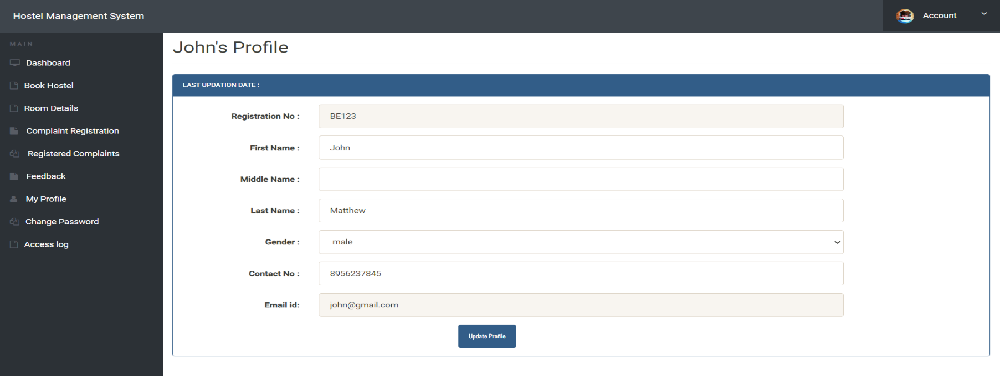 Hostel Management System
Account
MAIN
Dashboard
Book Hostel
Room Details
Complaint Registration
Registered Complaints
Feedback
My Profile
Change Password
Access log
John's Profile
LAST UPDATION DATE :
Registration No : BE123
First Name : John
Middle Name :
Last Name : Matthew
Gender : male
Contact No : 8956237845
Email id: john@gmail.com
Update Profile